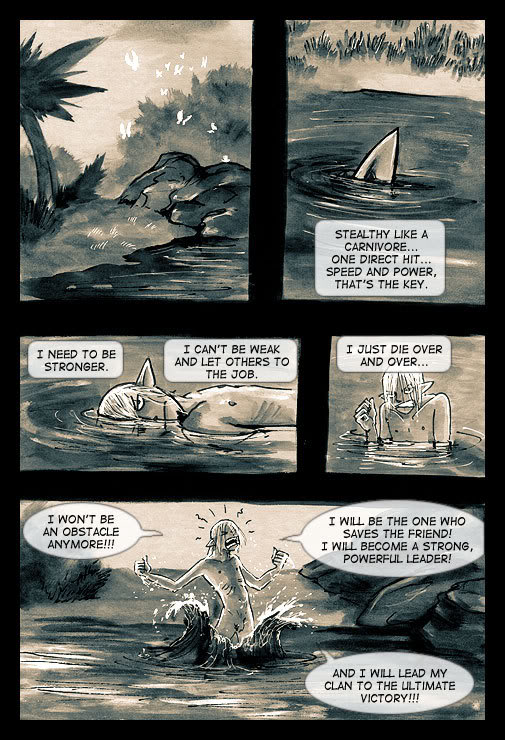 STEALTHY LIKE A
CARNIVORE...
ONE DIRECT HIT...
SPEED AND POWER,
THAT'S THE KEY.
I NEED TO BE
STRONGER.
I CAN'T BE WEAK
AND LET OTHERS TO
THE JOB.
I JUST DIE OVER
AND OVER...
I WON'T BE
AN OBSTACLE
ANYMORE!!!
I WILL BE THE ONE WHO
SAVES THE FRIEND!
I WILL BECOME A STRONG,
POWERFUL LEADER!
AND I WILL LEAD MY
CLAN TO THE ULTIMATE
VICTORY!!!